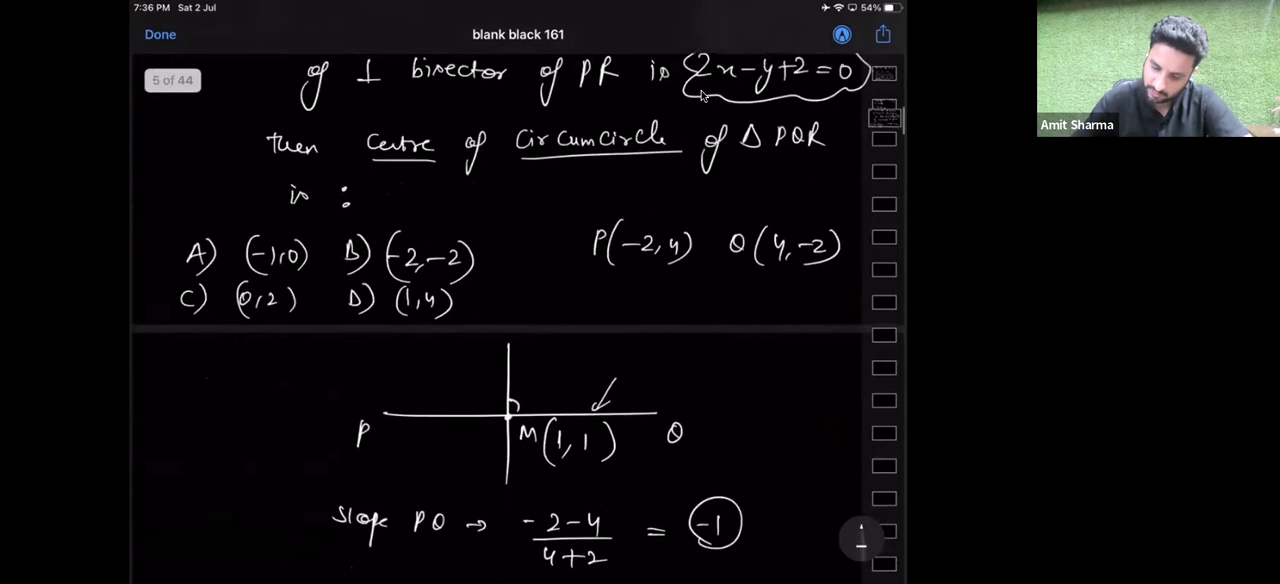 7:36 PM Sat 2 Jul
54%
Done
blank black 161
5 of 44
of ⊥ bisector of PR is 2x-y+2=0
then centre of circumcircle of Δ PQR
is :
A) (-1,0) B) (-2,-2)
C) (0,2) D) (1,4)
P(-2,4) Q(4,-2)
P M(1,1) Q
Slope PQ → -2-4 / 4+2 = -1
Amit Sharma